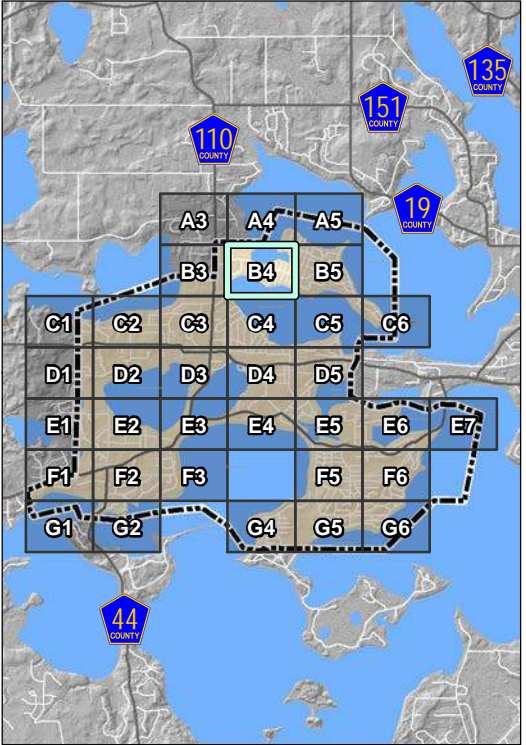 135
COUNTY
151
COUNTY
110
COUNTY
19
COUNTY
A3 A4 A5
B3 B4 B5
C1 C2 C3 C4 C5 C6
D1 D2 D3 D4 D5
E1 E2 E3 E4 E5 E6 E7
F1 F2 F3 F5 F6
G1 G2 G4 G5 G6
44
COUNTY